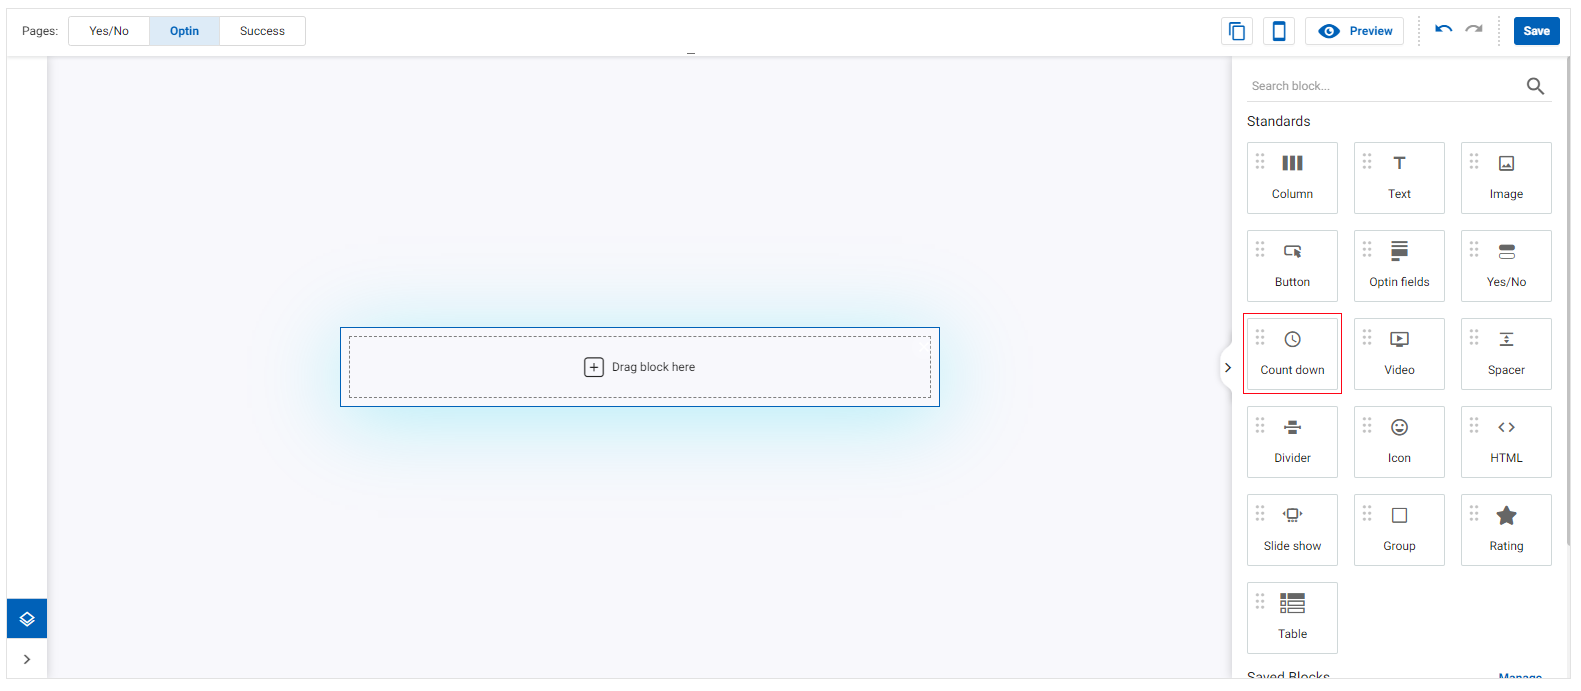 Pages: Yes/No Optin Success Preview Save
Search block...
Standards
Column Text Image
Button Optin fields Yes/No
Drag block here
Count down Video Spacer
Divider Icon HTML
Slide show Group Rating
Table
Saved Blocks Manage